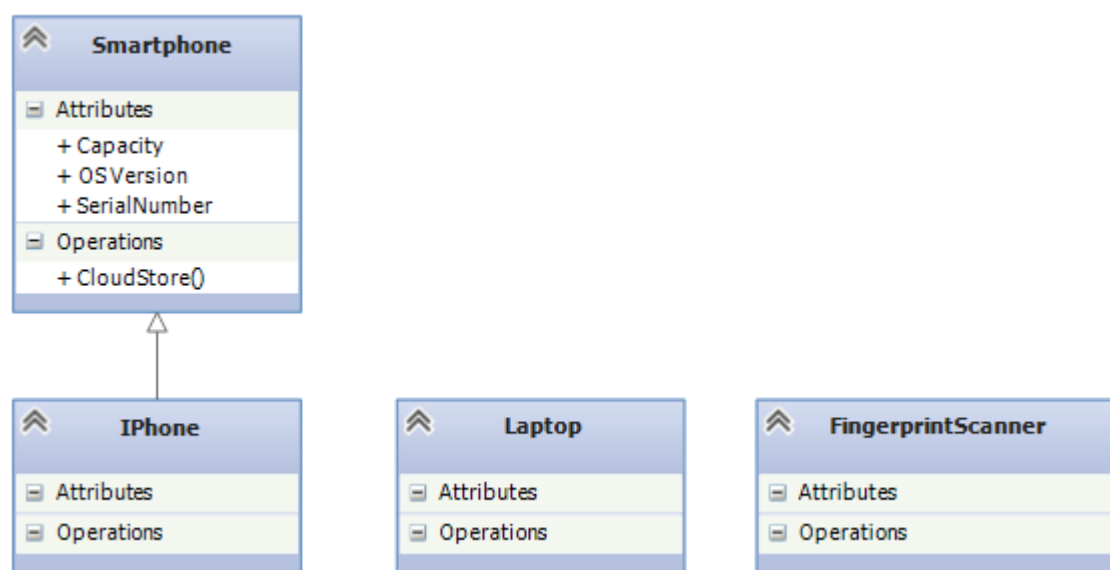 Smartphone
Attributes
+ Capacity
+ OSVersion
+ SerialNumber
Operations
+ CloudStore()
IPhone
Attributes
Operations
Laptop
Attributes
Operations
FingerprintScanner
Attributes
Operations